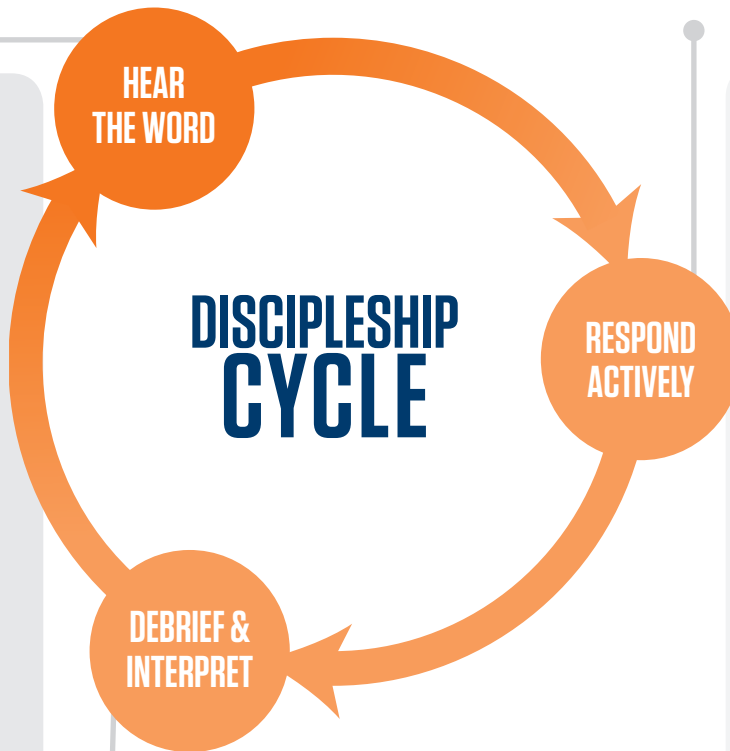 HEAR
THE WORD
DISCIPLESHIP
CYCLE
RESPOND
ACTIVELY
DEBRIEF &
INTERPRET